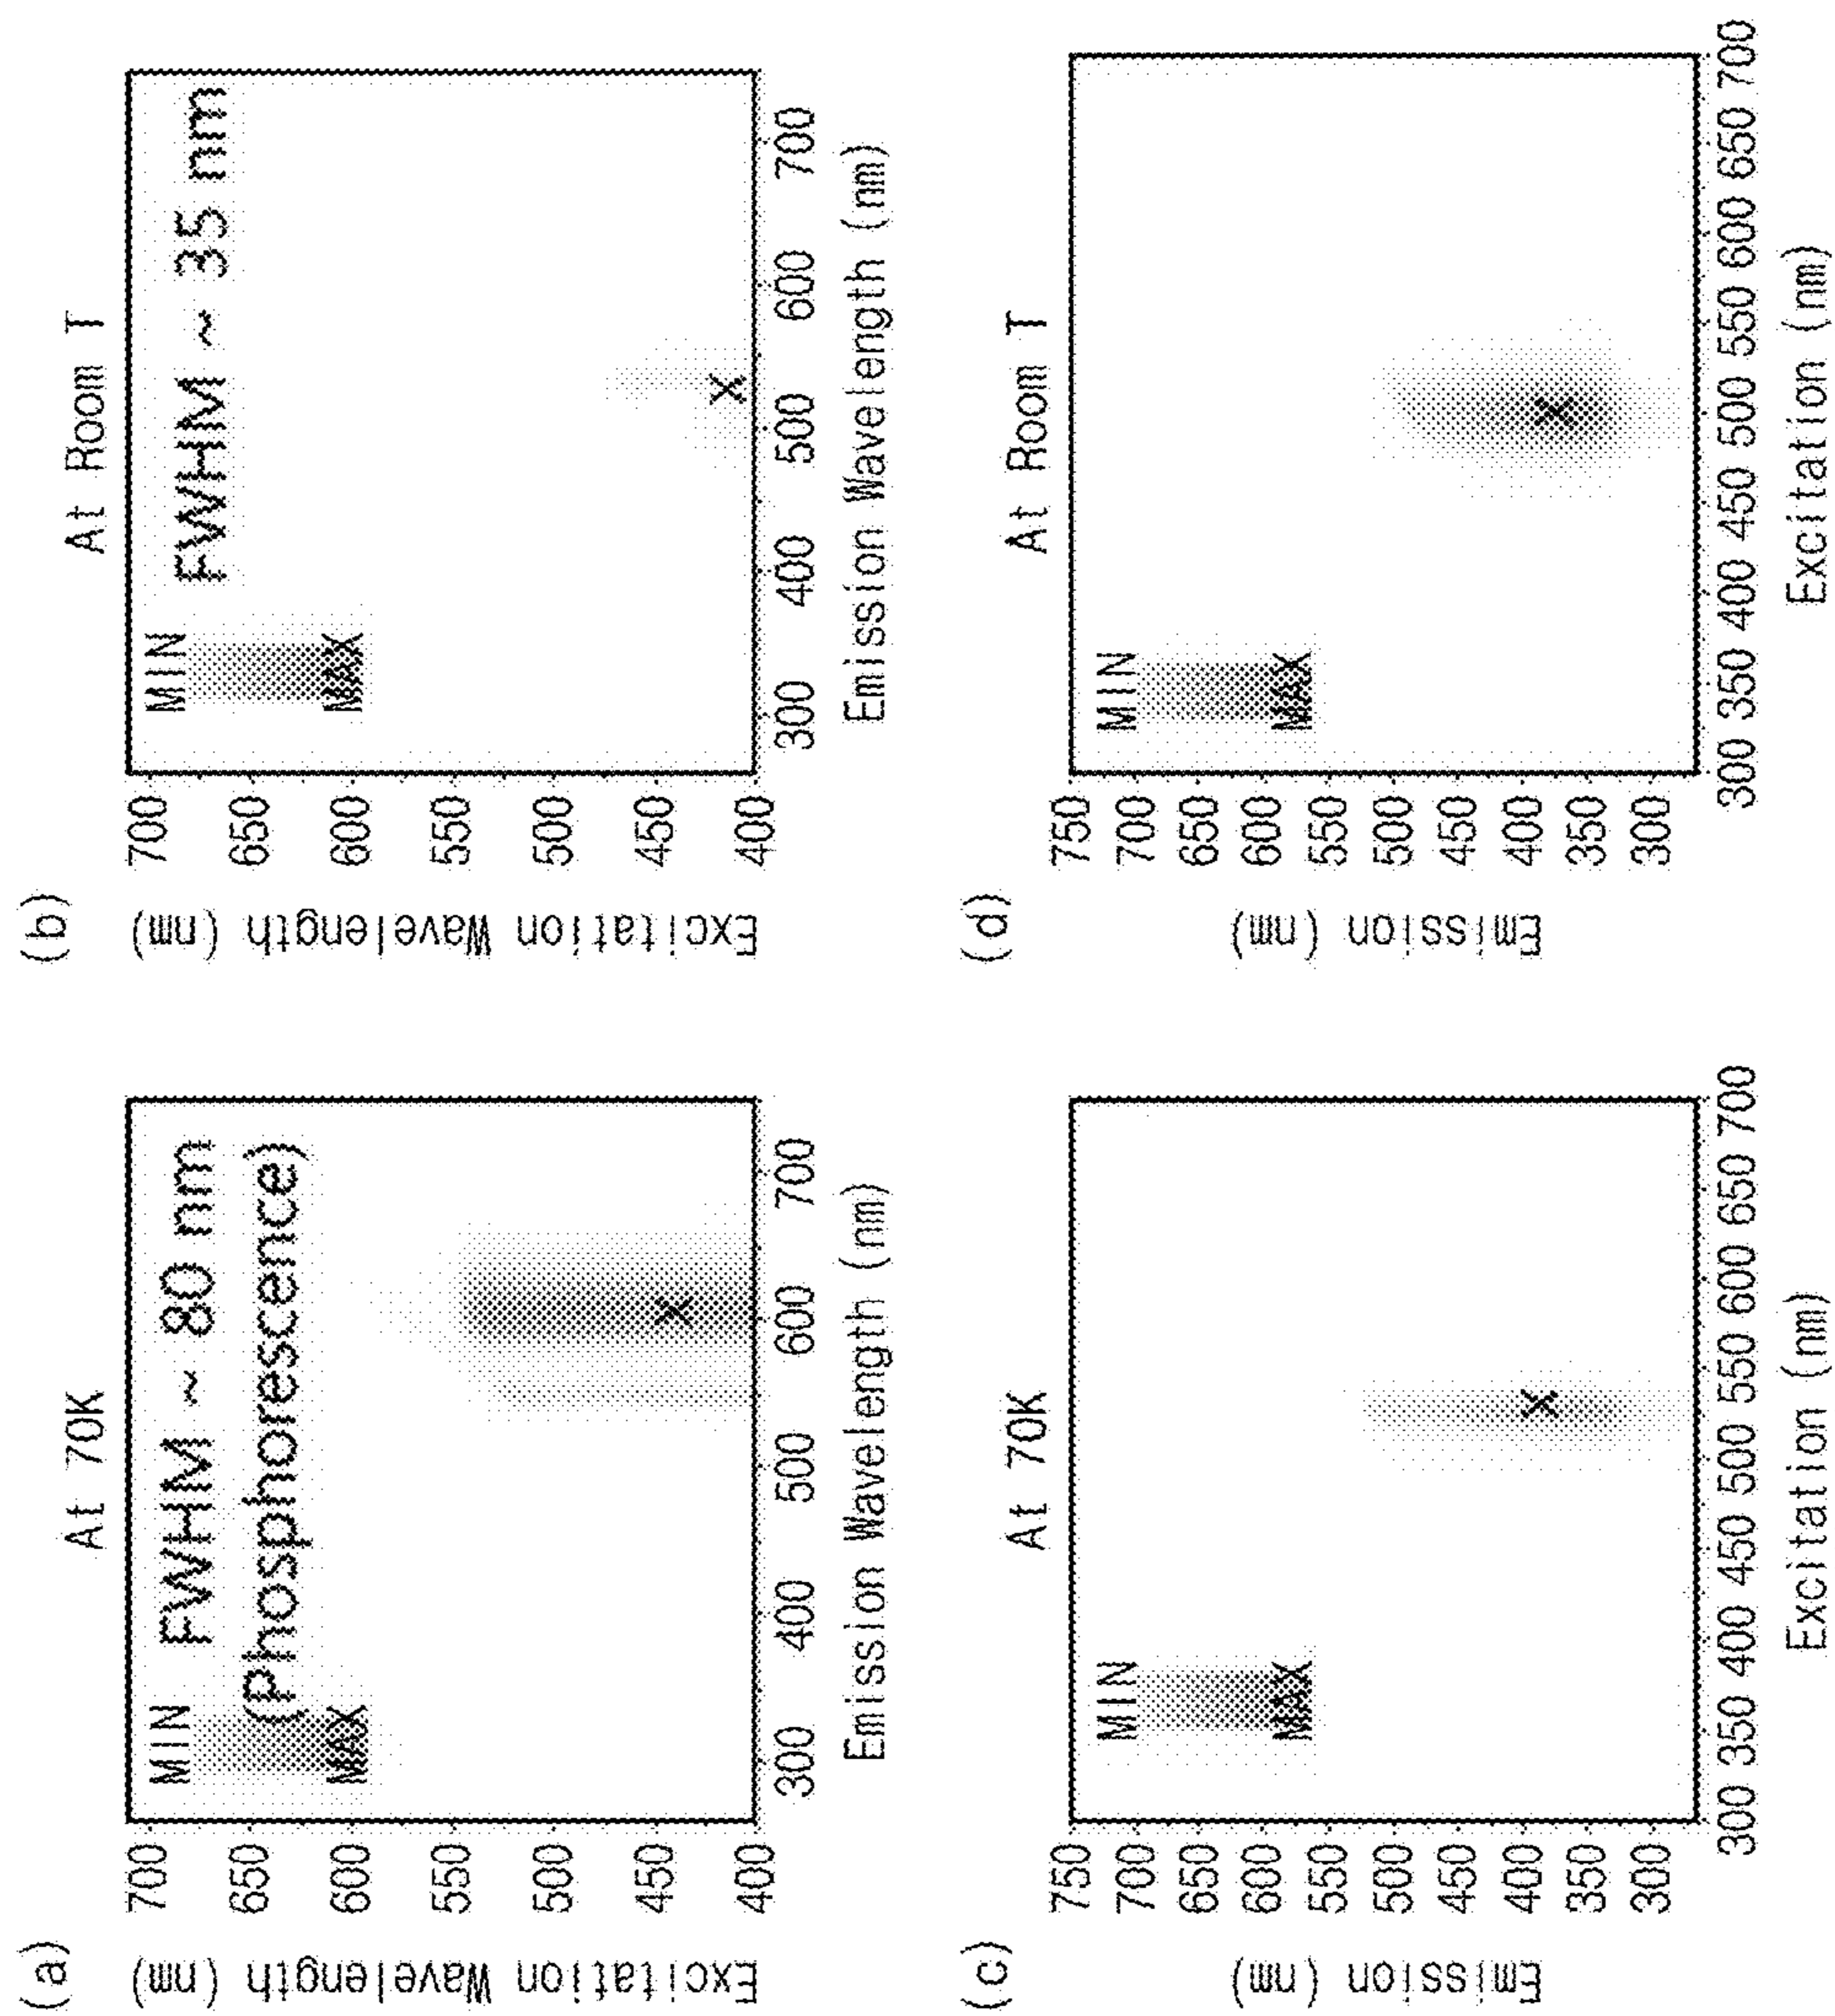 (a)
At 70K
MIN
MAX
FWHM ~ 80 nm
(Phosphorescence)
Excitation Wavelength (nm)
700
650
600
550
500
450
400
300 400 500 600 700
Emission Wavelength (nm)
(b)
At Room T
MIN
MAX
FWHM ~ 35 nm
Excitation Wavelength (nm)
700
650
600
550
500
450
400
300 400 500 600 700
Emission Wavelength (nm)
(c)
At 70K
MIN
MAX
Emission (nm)
750
700
650
600
550
500
450
400
350
300
300 350 400 450 500 550 600 650 700
Excitation (nm)
(d)
At Room T
MIN
MAX
Emission (nm)
750
700
650
600
550
500
450
400
350
300
300 350 400 450 500 550 600 650 700
Excitation (nm)